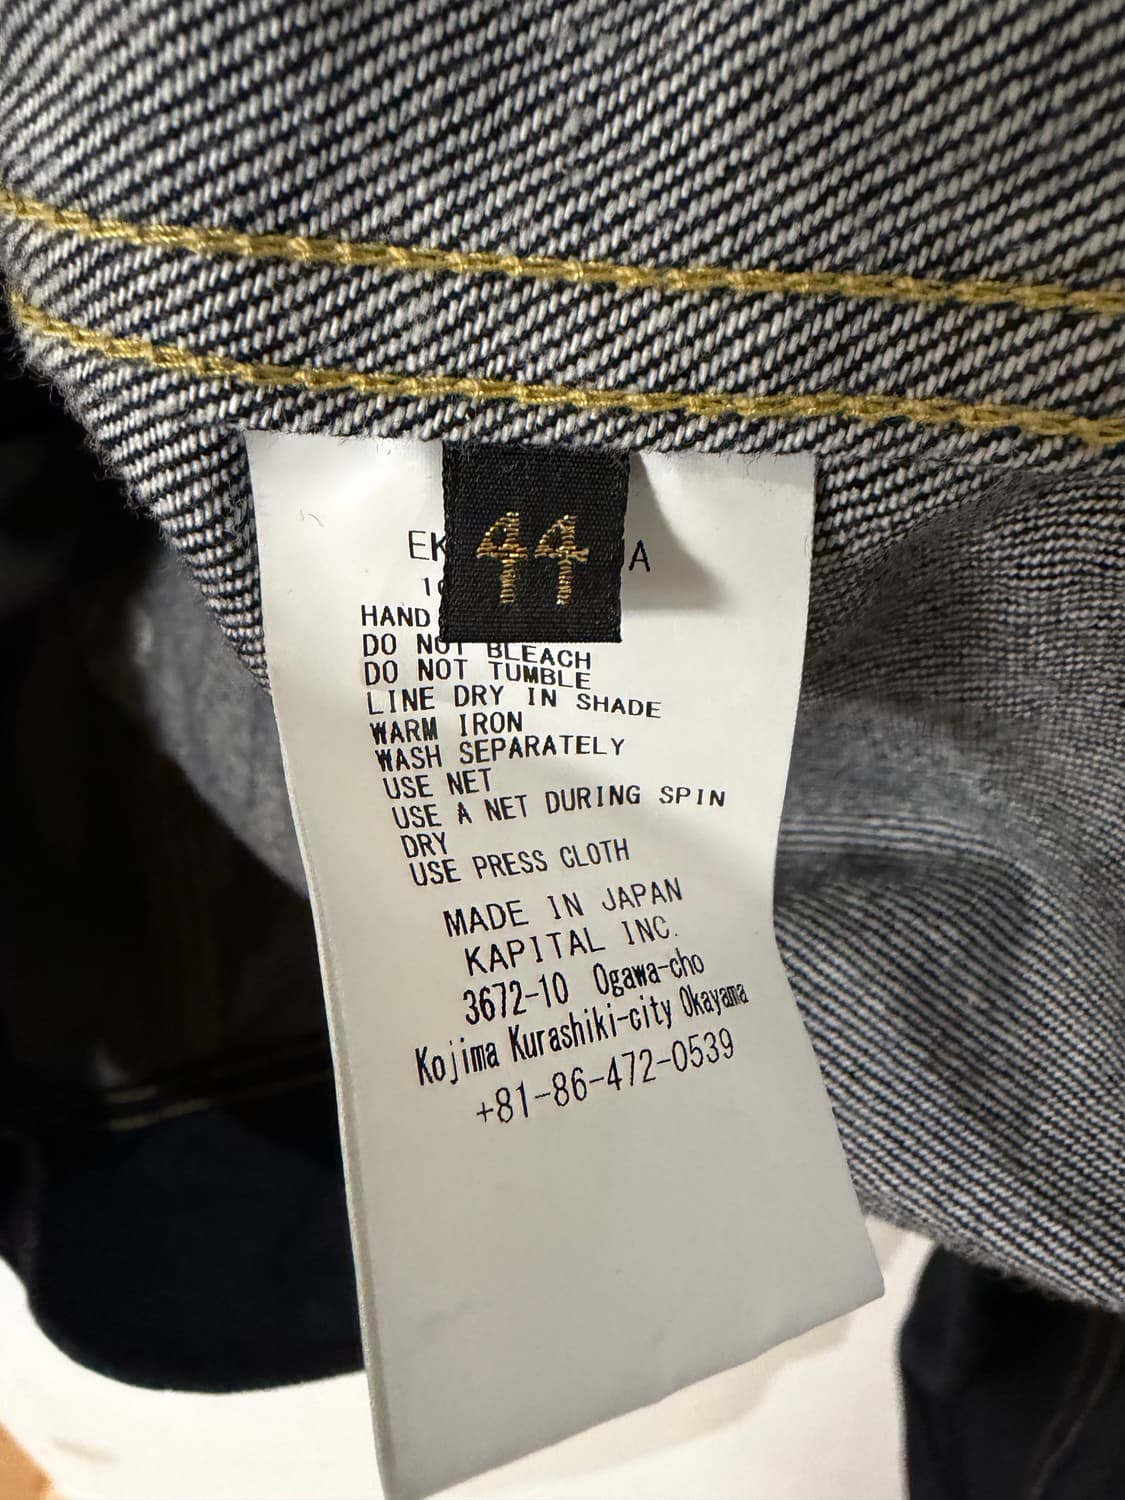 44
A
HAND
DO NOT BLEACH
DO NOT TUMBLE
LINE DRY IN SHADE
WARM IRON
WASH SEPARATELY
USE NET
USE A NET DURING SPIN
DRY
USE PRESS CLOTH
MADE IN JAPAN
KAPITAL INC.
3672-10 Ogawa-cho
Kojima Kurashiki-city Okayama
+81-86-472-0539